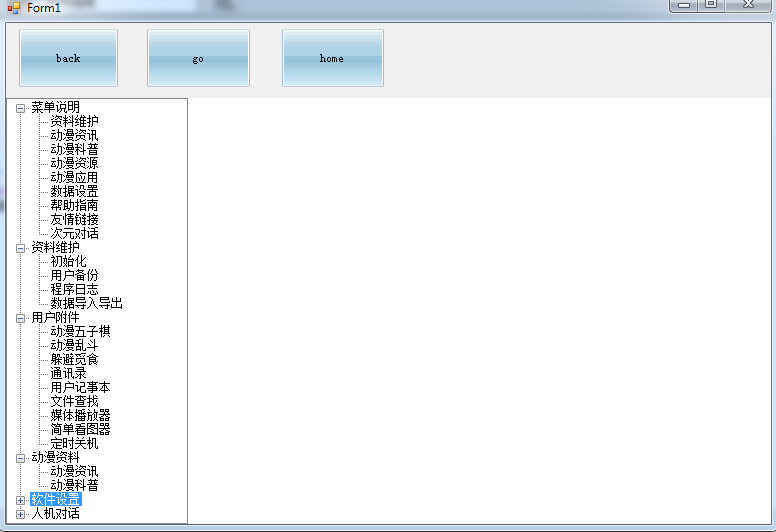 Form1
back
go
home
菜单说明
资料维护
动漫资讯
动漫科普
动漫资源
动漫应用
数据设置
帮助指南
友情链接
次元对话
资料维护
初始化
用户备份
程序日志
数据导入导出
用户附件
动漫五子棋
动漫乱斗
躲避觅食
通讯录
用户记事本
文件查找
媒体播放器
简单看图器
定时关机
动漫资料
动漫资讯
动漫科普
软件设置
人机对话